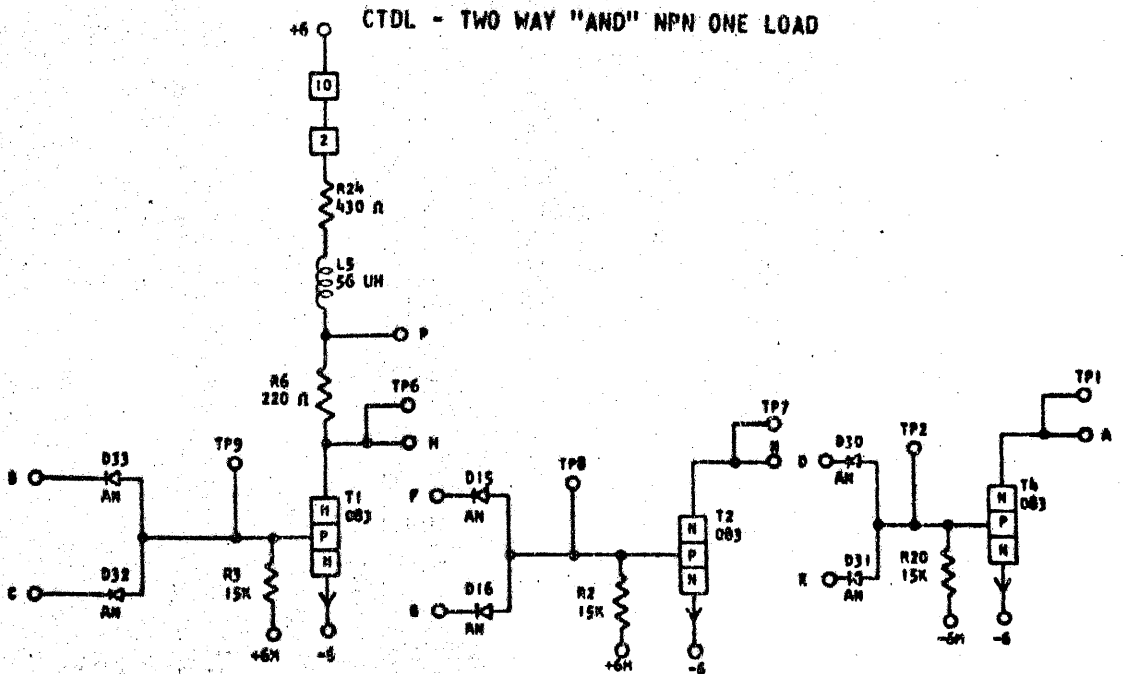 CTDL - TWO WAY "AND" NPN ONE LOAD
+6
10
2
R24
430 Ω
L5
56 UH
P
R6
220 Ω
TP6
H
TP9
D33
AN
B
T1
083
N
P
N
D32
AN
C
R3
15K
+6M
-6
D15
AN
F
TP8
D16
AN
G
R2
15K
+6M
TP7
N
T2
083
N
P
N
-6
D
D30
AN
TP2
D31
AN
E
R20
15K
-6M
TP1
A
T4
083
N
P
N
-6